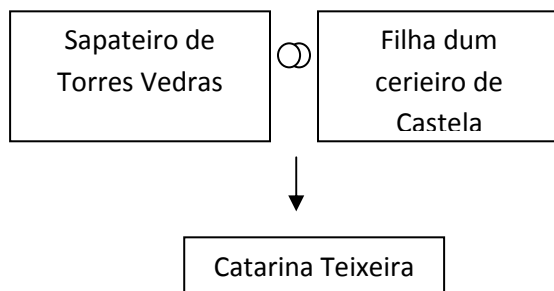 Sapateiro de
Torres Vedras
Filha dum
cerieiro de
Castela
Catarina Teixeira